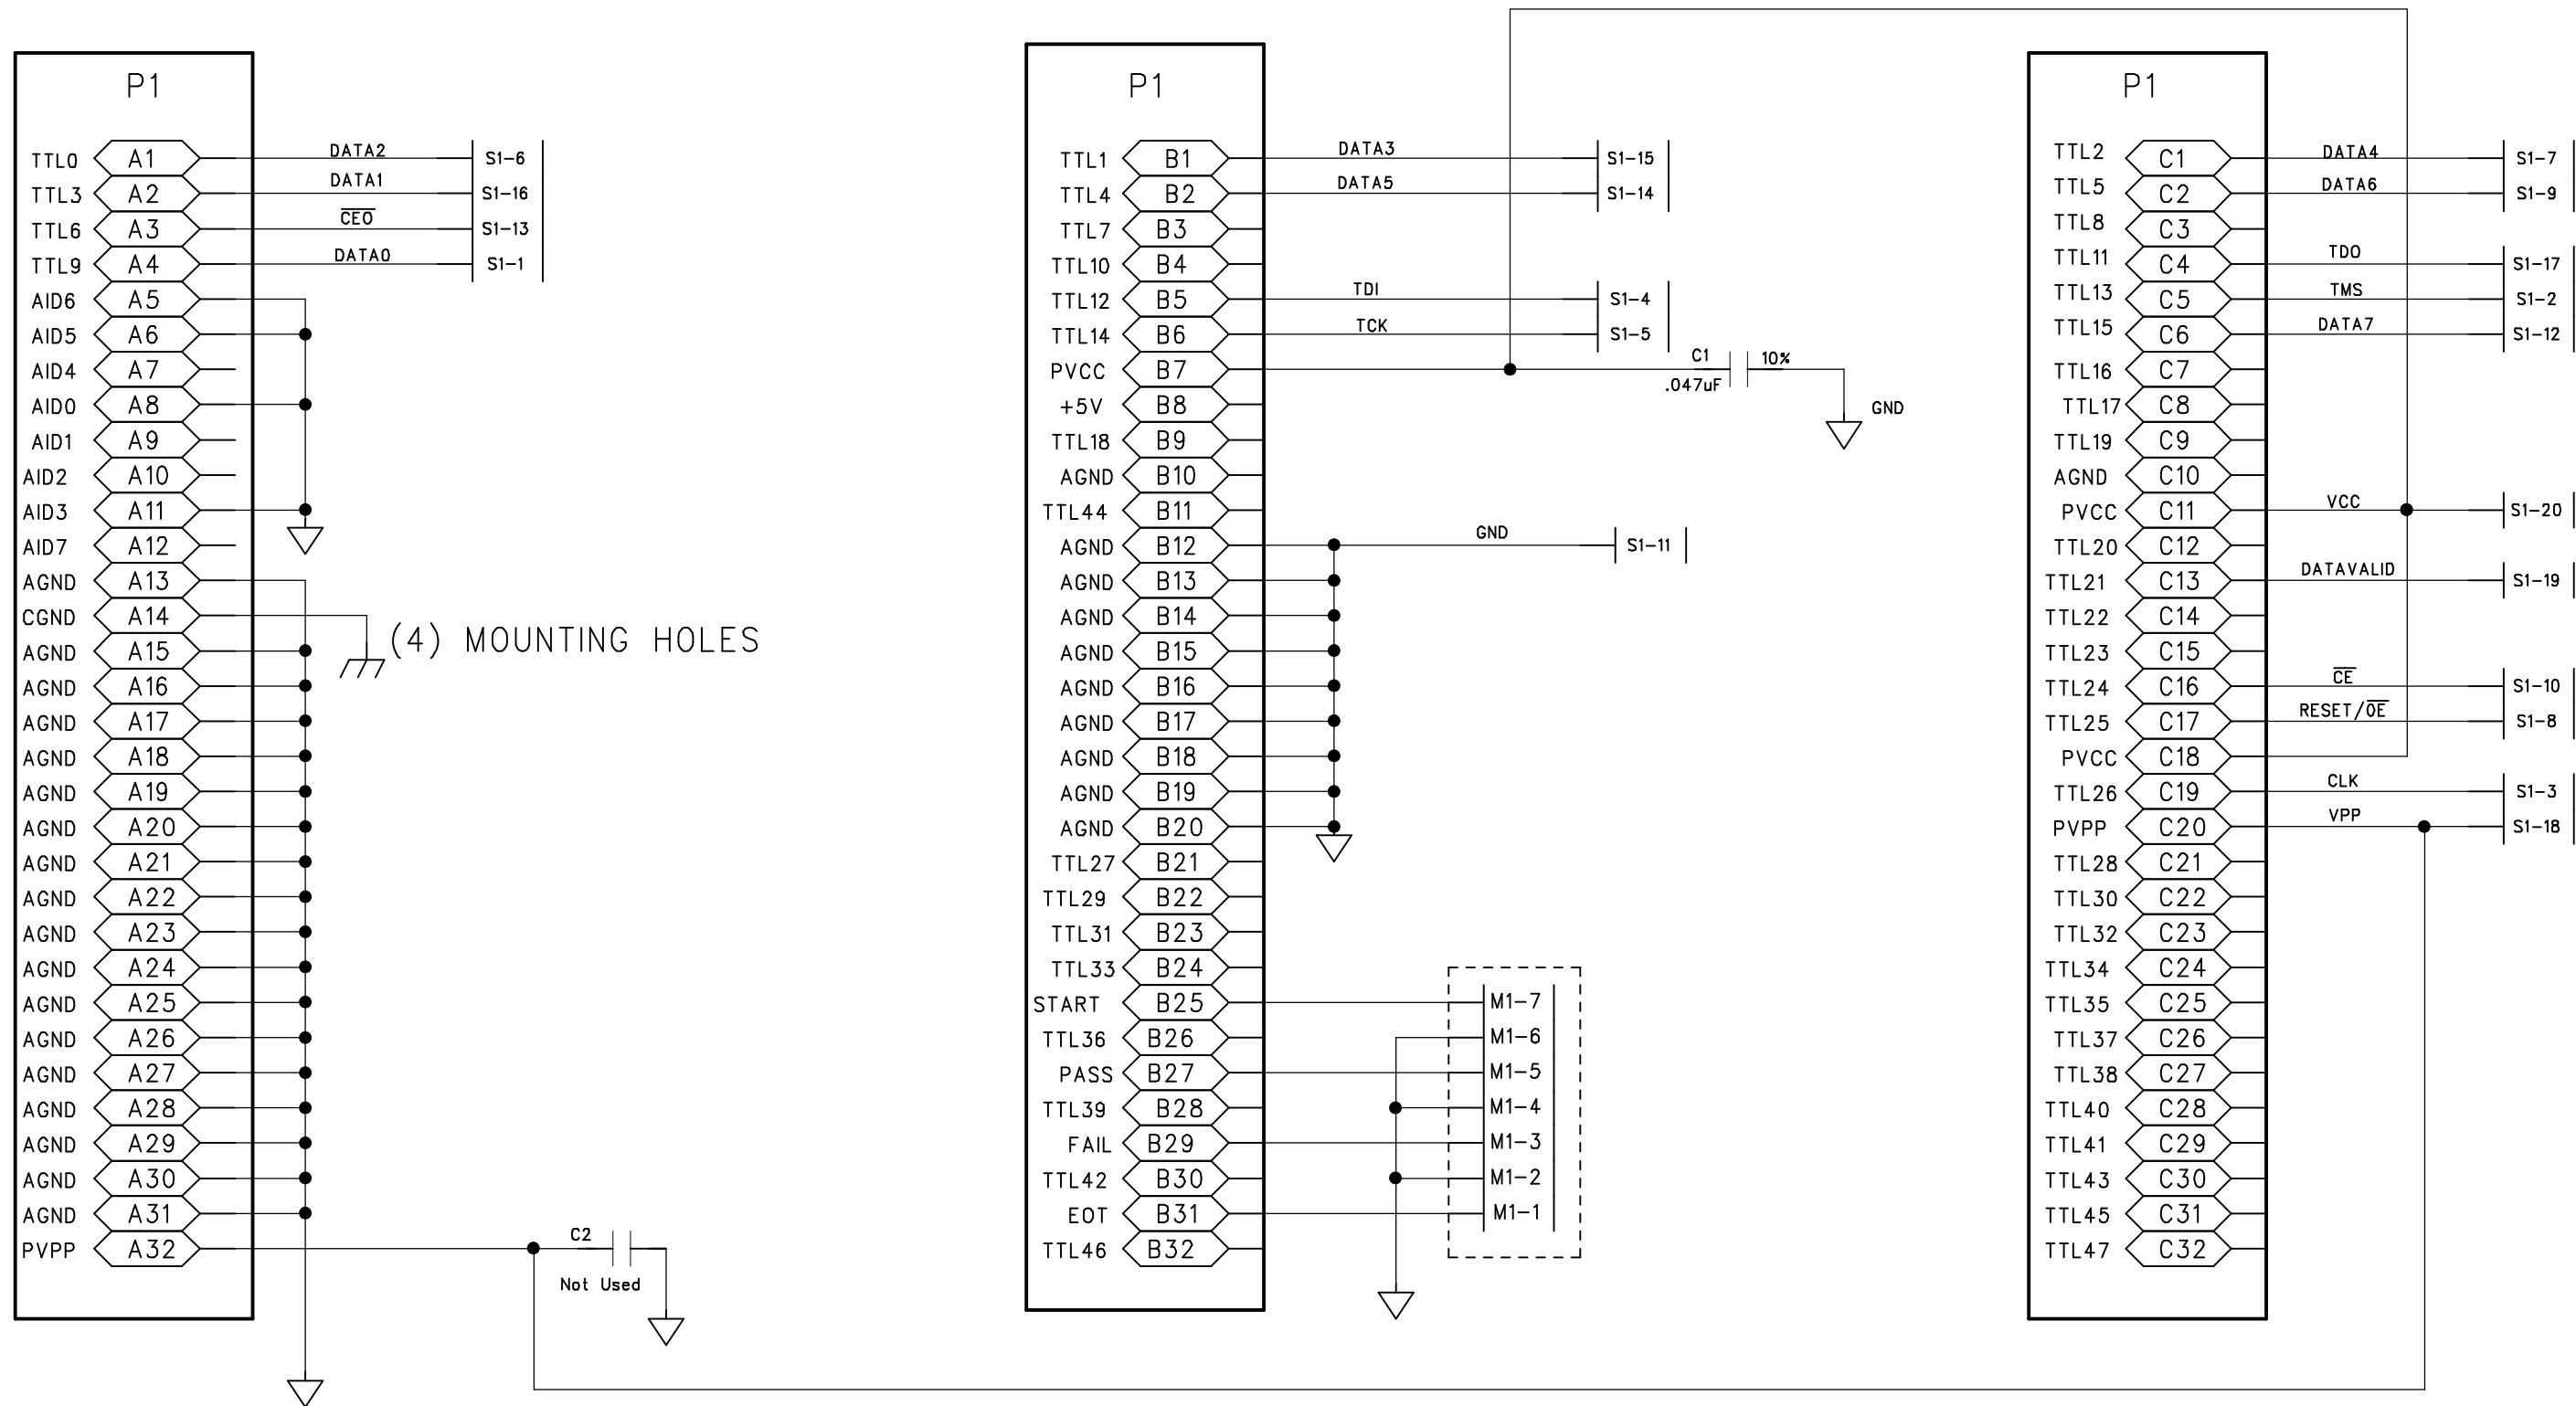 P1
TTL0 A1 DATA2 S1-6
TTL3 A2 DATA1 S1-16
TTL6 A3 CEO S1-13
TTL9 A4 DATA0 S1-1
AID6 A5
AID5 A6
AID4 A7
AID0 A8
AID1 A9
AID2 A10
AID3 A11
AID7 A12
AGND A13
CGND A14 (4) MOUNTING HOLES
AGND A15
AGND A16
AGND A17
AGND A18
AGND A19
AGND A20
AGND A21
AGND A22
AGND A23
AGND A24
AGND A25
AGND A26
AGND A27
AGND A28
AGND A29
AGND A30
AGND A31
PVPP A32 C2
Not Used
P1
TTL1 B1 DATA3 S1-15
TTL4 B2 DATA5 S1-14
TTL7 B3
TTL10 B4
TTL12 B5 TDI S1-4
TTL14 B6 TCK S1-5
PVCC B7 C1 10%
.047uF
+5V B8 GND
TTL18 B9
AGND B10
TTL44 B11
AGND B12 GND S1-11
AGND B13
AGND B14
AGND B15
AGND B16
AGND B17
AGND B18
AGND B19
AGND B20
TTL27 B21
TTL29 B22
TTL31 B23
TTL33 B24
START B25 M1-7
TTL36 B26 M1-6
PASS B27 M1-5
TTL39 B28 M1-4
FAIL B29 M1-3
TTL42 B30 M1-2
EOT B31 M1-1
TTL46 B32
P1
TTL2 C1 DATA4 S1-7
TTL5 C2 DATA6 S1-9
TTL8 C3
TTL11 C4 TDO S1-17
TTL13 C5 TMS S1-2
TTL15 C6 DATA7 S1-12
TTL16 C7
TTL17 C8
TTL19 C9
AGND C10
PVCC C11 VCC S1-20
TTL20 C12
TTL21 C13 DATAVALID S1-19
TTL22 C14
TTL23 C15
TTL24 C16 CE S1-10
TTL25 C17 RESET/OE S1-8
PVCC C18
TTL26 C19 CLK S1-3
PVPP C20 VPP S1-18
TTL28 C21
TTL30 C22
TTL32 C23
TTL34 C24
TTL35 C25
TTL37 C26
TTL38 C27
TTL40 C28
TTL41 C29
TTL43 C30
TTL45 C31
TTL47 C32